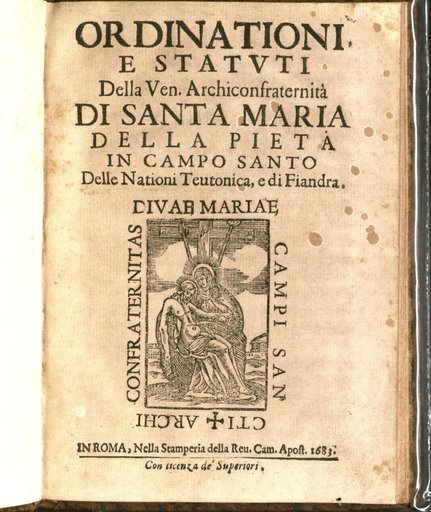 ORDINATIONI,
E STATVTI
Della Ven. Archiconfraternità
DI SANTA MARIA
DELLA PIETÀ
IN CAMPO SANTO
Delle Nationi Teutonica, e di Fiandra.
DIVAE MARIAE
CAMPI SAN
CTI ✝ ARCHI
CONFRATERNITAS
IN ROMA, Nella Stamperia della Reu. Cam. Apost. 1683.
Con licenza de' Superiori.